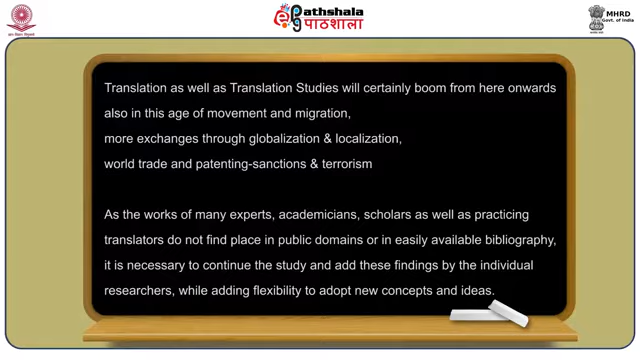 ePathshala
पाठशाला
MHRD
Govt. of India
Translation as well as Translation Studies will certainly boom from here onwards
also in this age of movement and migration,
more exchanges through globalization & localization,
world trade and patenting-sanctions & terrorism
As the works of many experts, academicians, scholars as well as practicing
translators do not find place in public domains or in easily available bibliography,
it is necessary to continue the study and add these findings by the individual
researchers, while adding flexibility to adopt new concepts and ideas.